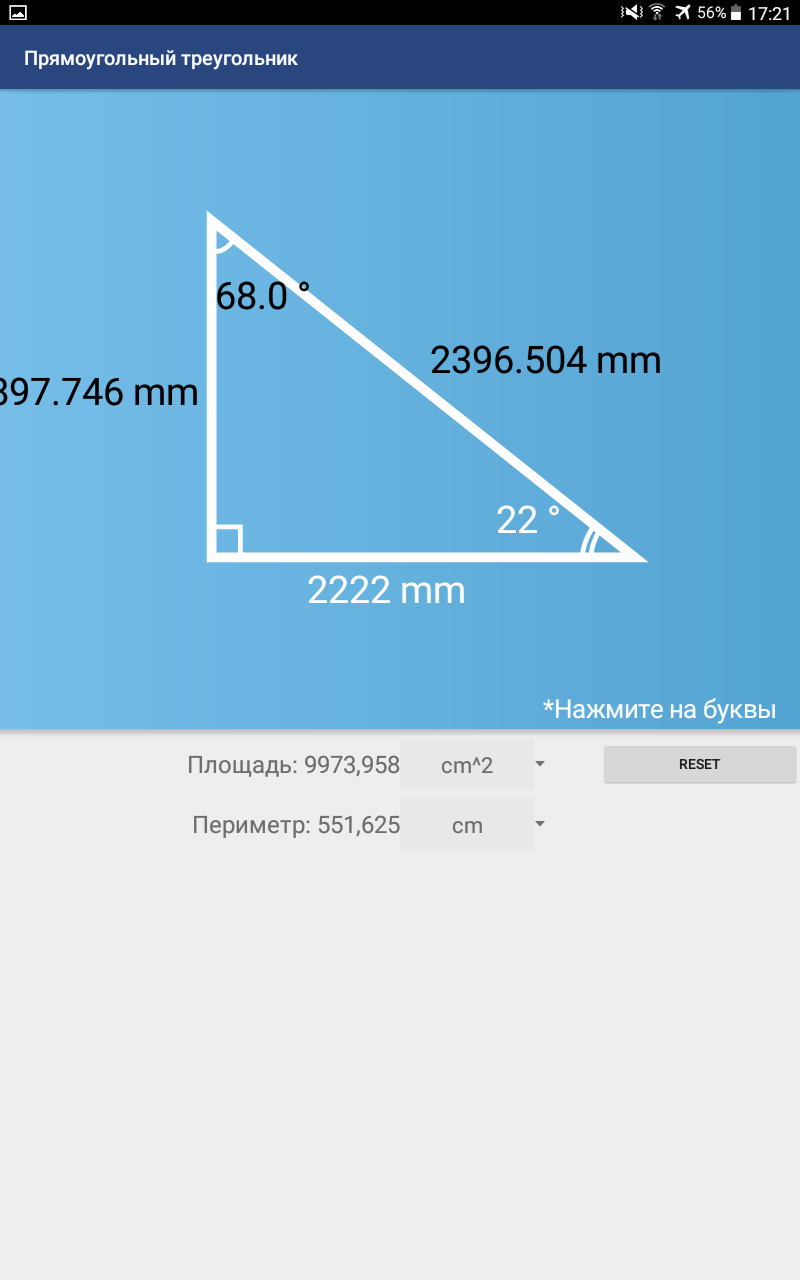 56% 17:21
Прямоугольный треугольник
68.0 °
2396.504 mm
897.746 mm
22 °
2222 mm
*Нажмите на буквы
Площадь: 9973,958 cm^2 RESET
Периметр: 551,625 cm